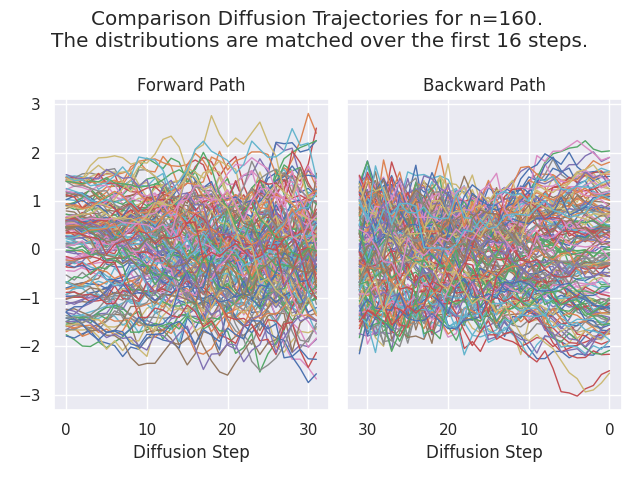 Comparison Diffusion Trajectories for n=160.
The distributions are matched over the first 16 steps.
Forward Path
Backward Path
3
2
1
0
−1
−2
−3
0 10 20 30
30 20 10 0
Diffusion Step
Diffusion Step